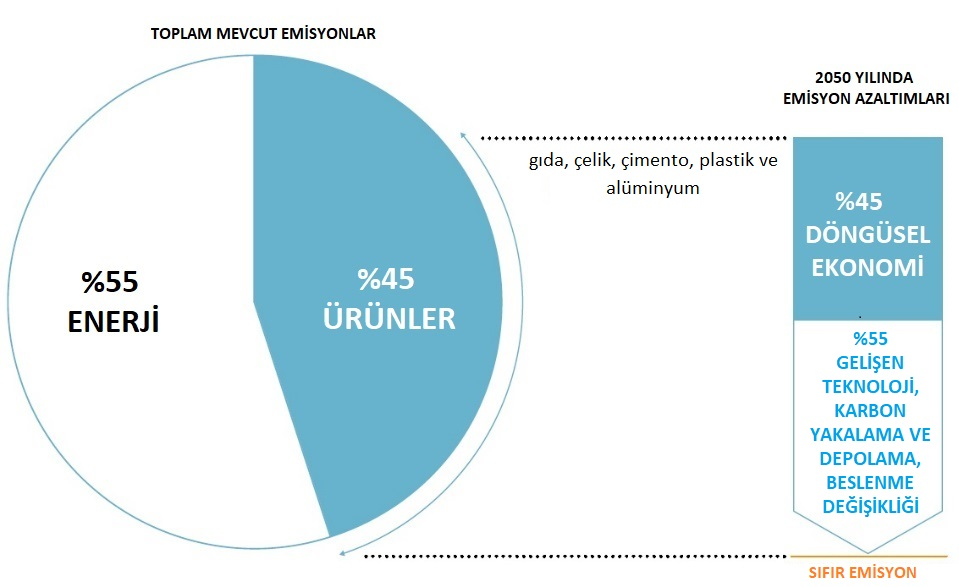 TOPLAM MEVCUT EMİSYONLAR
2050 YILINDA
EMİSYON AZALTIMLARI
gıda, çelik, çimento, plastik ve
alüminyum
%55
ENERJİ
%45
ÜRÜNLER
%45
DÖNGÜSEL
EKONOMİ
%55
GELİŞEN
TEKNOLOJİ,
KARBON
YAKALAMA VE
DEPOLAMA,
BESLENME
DEĞİŞİKLİĞİ
SIFIR EMİSYON